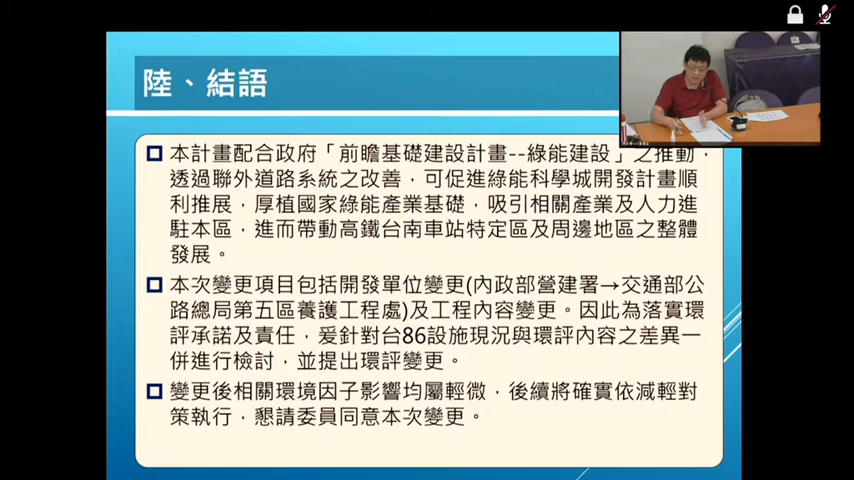 陸、結語
本計畫配合政府「前瞻基礎建設計畫--綠能建設」之推動，
透過聯外道路系統之改善，可促進綠能科學城開發計畫順
利推展，厚植國家綠能產業基礎，吸引相關產業及人力進
駐本區，進而帶動高鐵台南車站特定區及周邊地區之整體
發展。
本次變更項目包括開發單位變更(內政部營建署→交通部公
路總局第五區養護工程處)及工程內容變更。因此為落實環
評承諾及責任，爰針對台86設施現況與環評內容之差異一
併進行檢討，並提出環評變更。
變更後相關環境因子影響均屬輕微，後續將確實依減輕對
策執行，懇請委員同意本次變更。